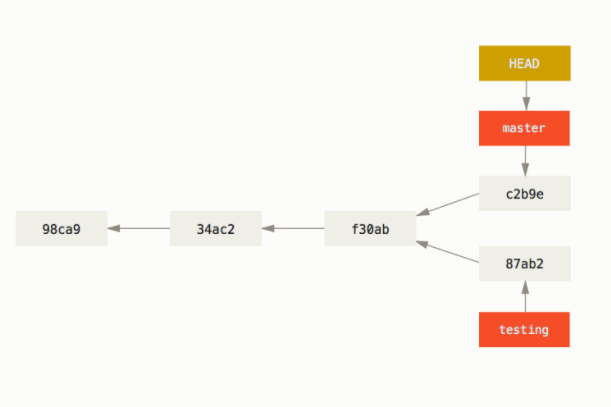 HEAD
master
c2b9e
98ca9
34ac2
f30ab
87ab2
testing